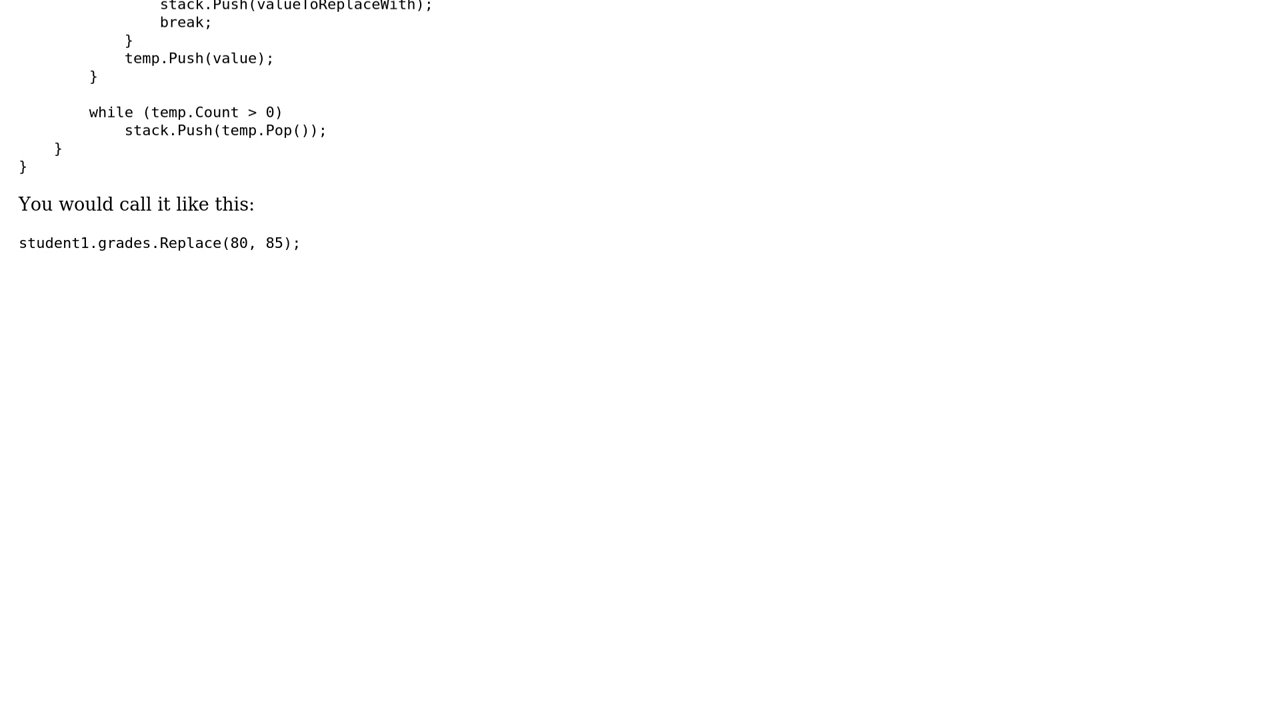 stack.Push(valueToReplaceWith);
                break;
            }
            temp.Push(value);
        }

        while (temp.Count > 0)
            stack.Push(temp.Pop());
    }
}
You would call it like this:
student1.grades.Replace(80, 85);